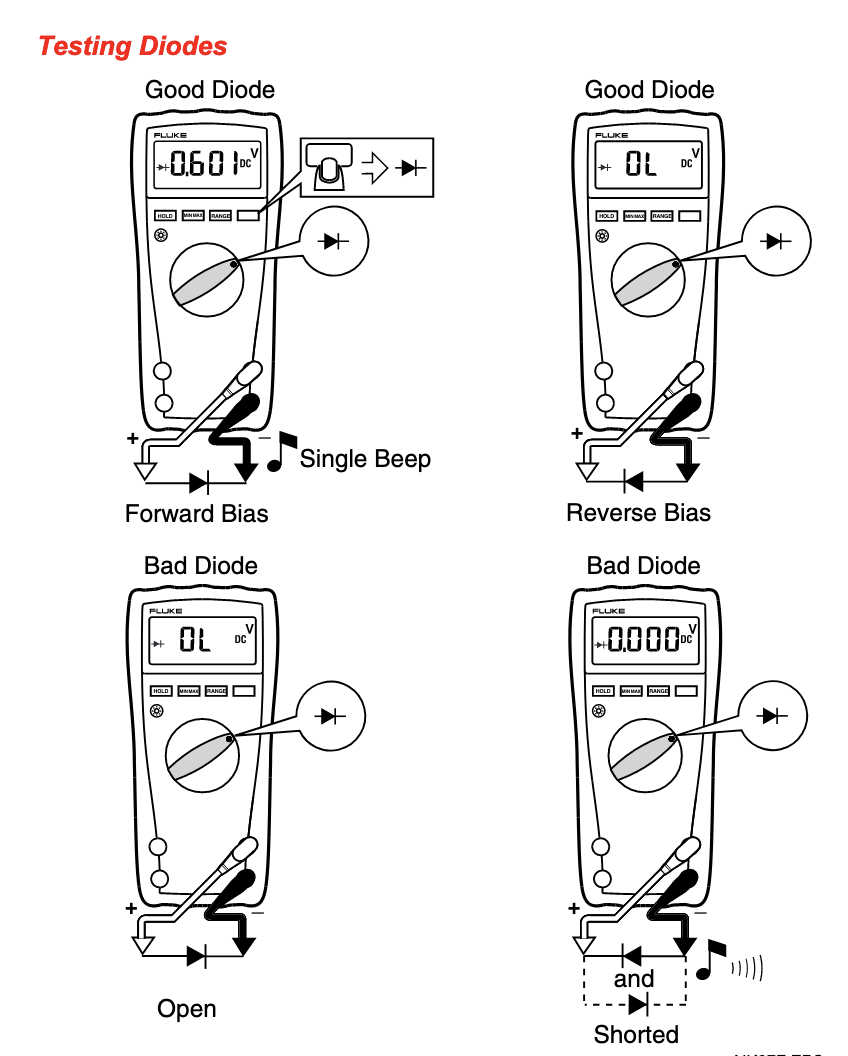 Testing Diodes
Good Diode
FLUKE
0.601 DC V
HOLD MIN MAX RANGE
+ –
Single Beep
Forward Bias
Good Diode
FLUKE
OL DC V
HOLD MIN MAX RANGE
+ –
Reverse Bias
Bad Diode
FLUKE
OL DC V
HOLD MIN MAX RANGE
+ –
Open
Bad Diode
FLUKE
0.000 DC V
HOLD MIN MAX RANGE
+ –
and
Shorted